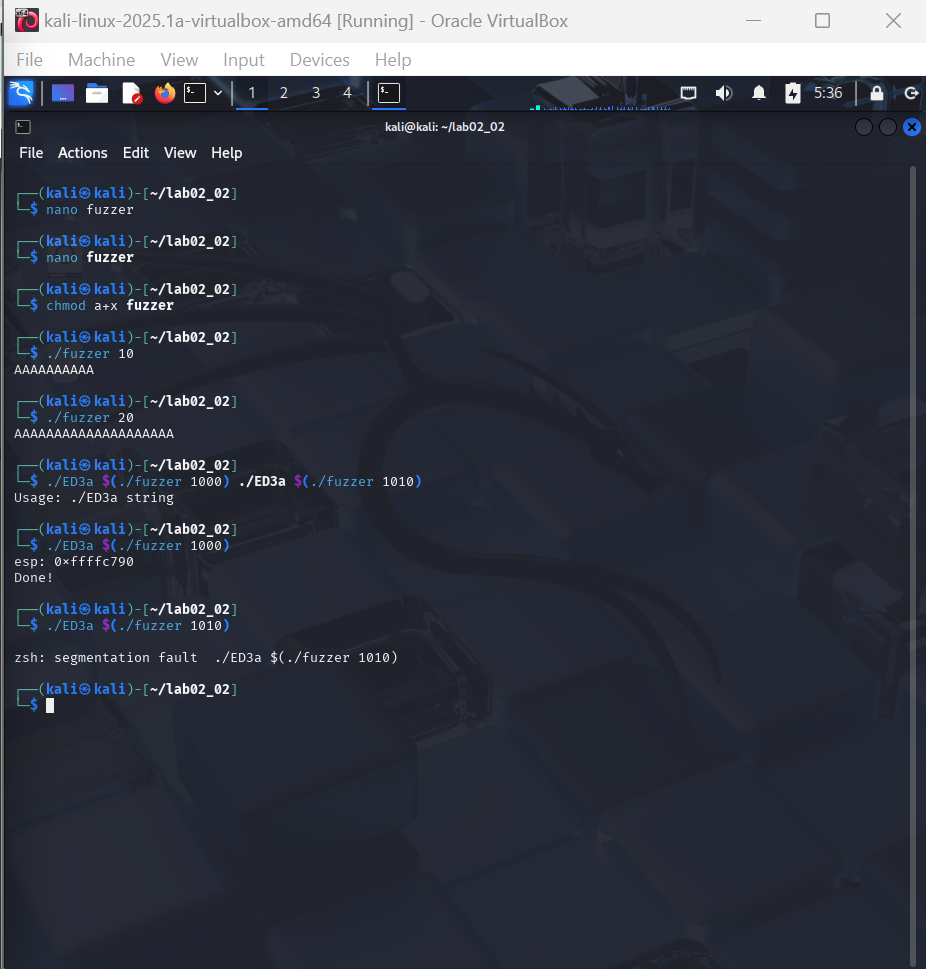 kali-linux-2025.1a-virtualbox-amd64 [Running] - Oracle VirtualBox
File Machine View Input Devices Help
1 2 3 4 5:36
kali@kali: ~/lab02_02
File Actions Edit View Help
┌──(kali㉿kali)-[~/lab02_02]
└─$ nano fuzzer
┌──(kali㉿kali)-[~/lab02_02]
└─$ nano fuzzer
┌──(kali㉿kali)-[~/lab02_02]
└─$ chmod a+x fuzzer
┌──(kali㉿kali)-[~/lab02_02]
└─$ ./fuzzer 10
AAAAAAAAAA
┌──(kali㉿kali)-[~/lab02_02]
└─$ ./fuzzer 20
AAAAAAAAAAAAAAAAAAAA
┌──(kali㉿kali)-[~/lab02_02]
└─$ ./ED3a $(./fuzzer 1000) ./ED3a $(./fuzzer 1010)
Usage: ./ED3a string
┌──(kali㉿kali)-[~/lab02_02]
└─$ ./ED3a $(./fuzzer 1000)
esp: 0×ffffc790
Done!
┌──(kali㉿kali)-[~/lab02_02]
└─$ ./ED3a $(./fuzzer 1010)
zsh: segmentation fault  ./ED3a $(./fuzzer 1010)
┌──(kali㉿kali)-[~/lab02_02]
└─$